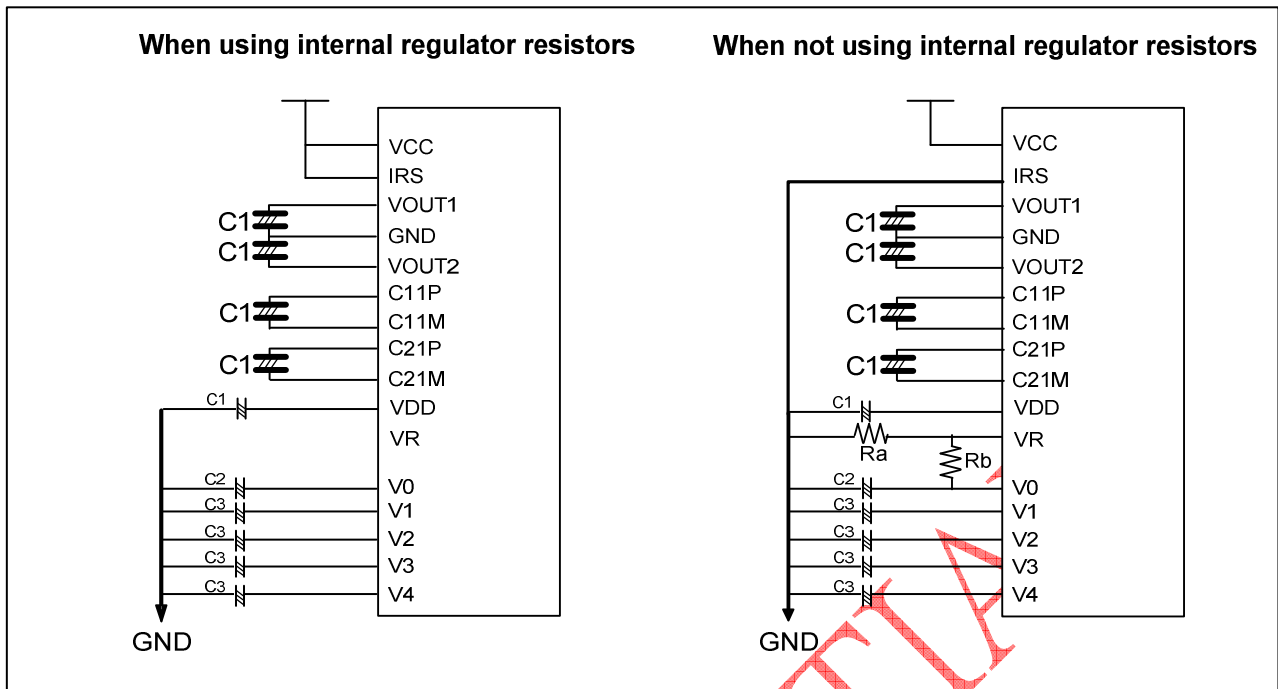 When using internal regulator resistors
VCC
IRS
VOUT1
C1
GND
C1
VOUT2
C11P
C1
C11M
C21P
C1
C21M
C1
VDD
VR
C2
V0
C3
V1
C3
V2
C3
V3
C3
V4
GND
When not using internal regulator resistors
VCC
IRS
VOUT1
C1
GND
C1
VOUT2
C11P
C1
C11M
C21P
C1
C21M
C1
VDD
VR
Ra
Rb
C2
V0
C3
V1
C3
V2
C3
V3
C3
V4
GND